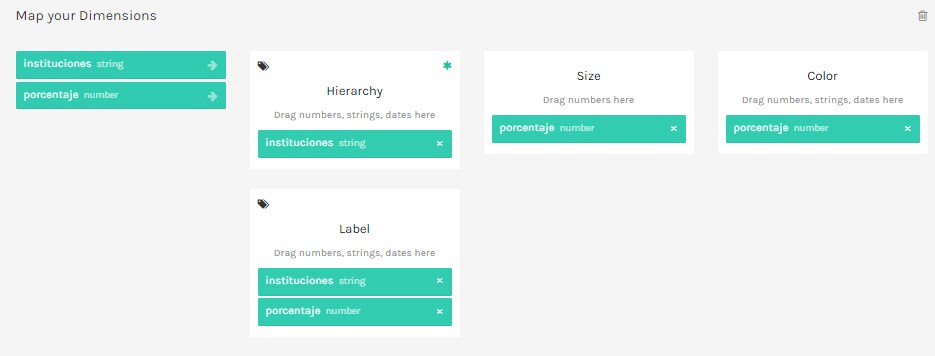 Map your Dimensions
instituciones string
porcentaje number
Hierarchy
Drag numbers, strings, dates here
instituciones string
Size
Drag numbers here
porcentaje number
Color
Drag numbers, strings, dates here
porcentaje number
Label
Drag numbers, strings, dates here
instituciones string
porcentaje number